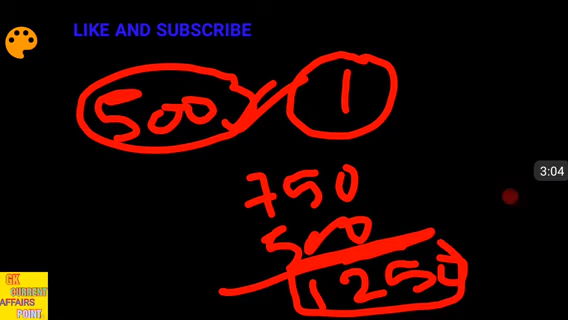 LIKE AND SUBSCRIBE
500 1
750
500
1250
3:04
GK
CURRENT
AFFAIRS
POINT